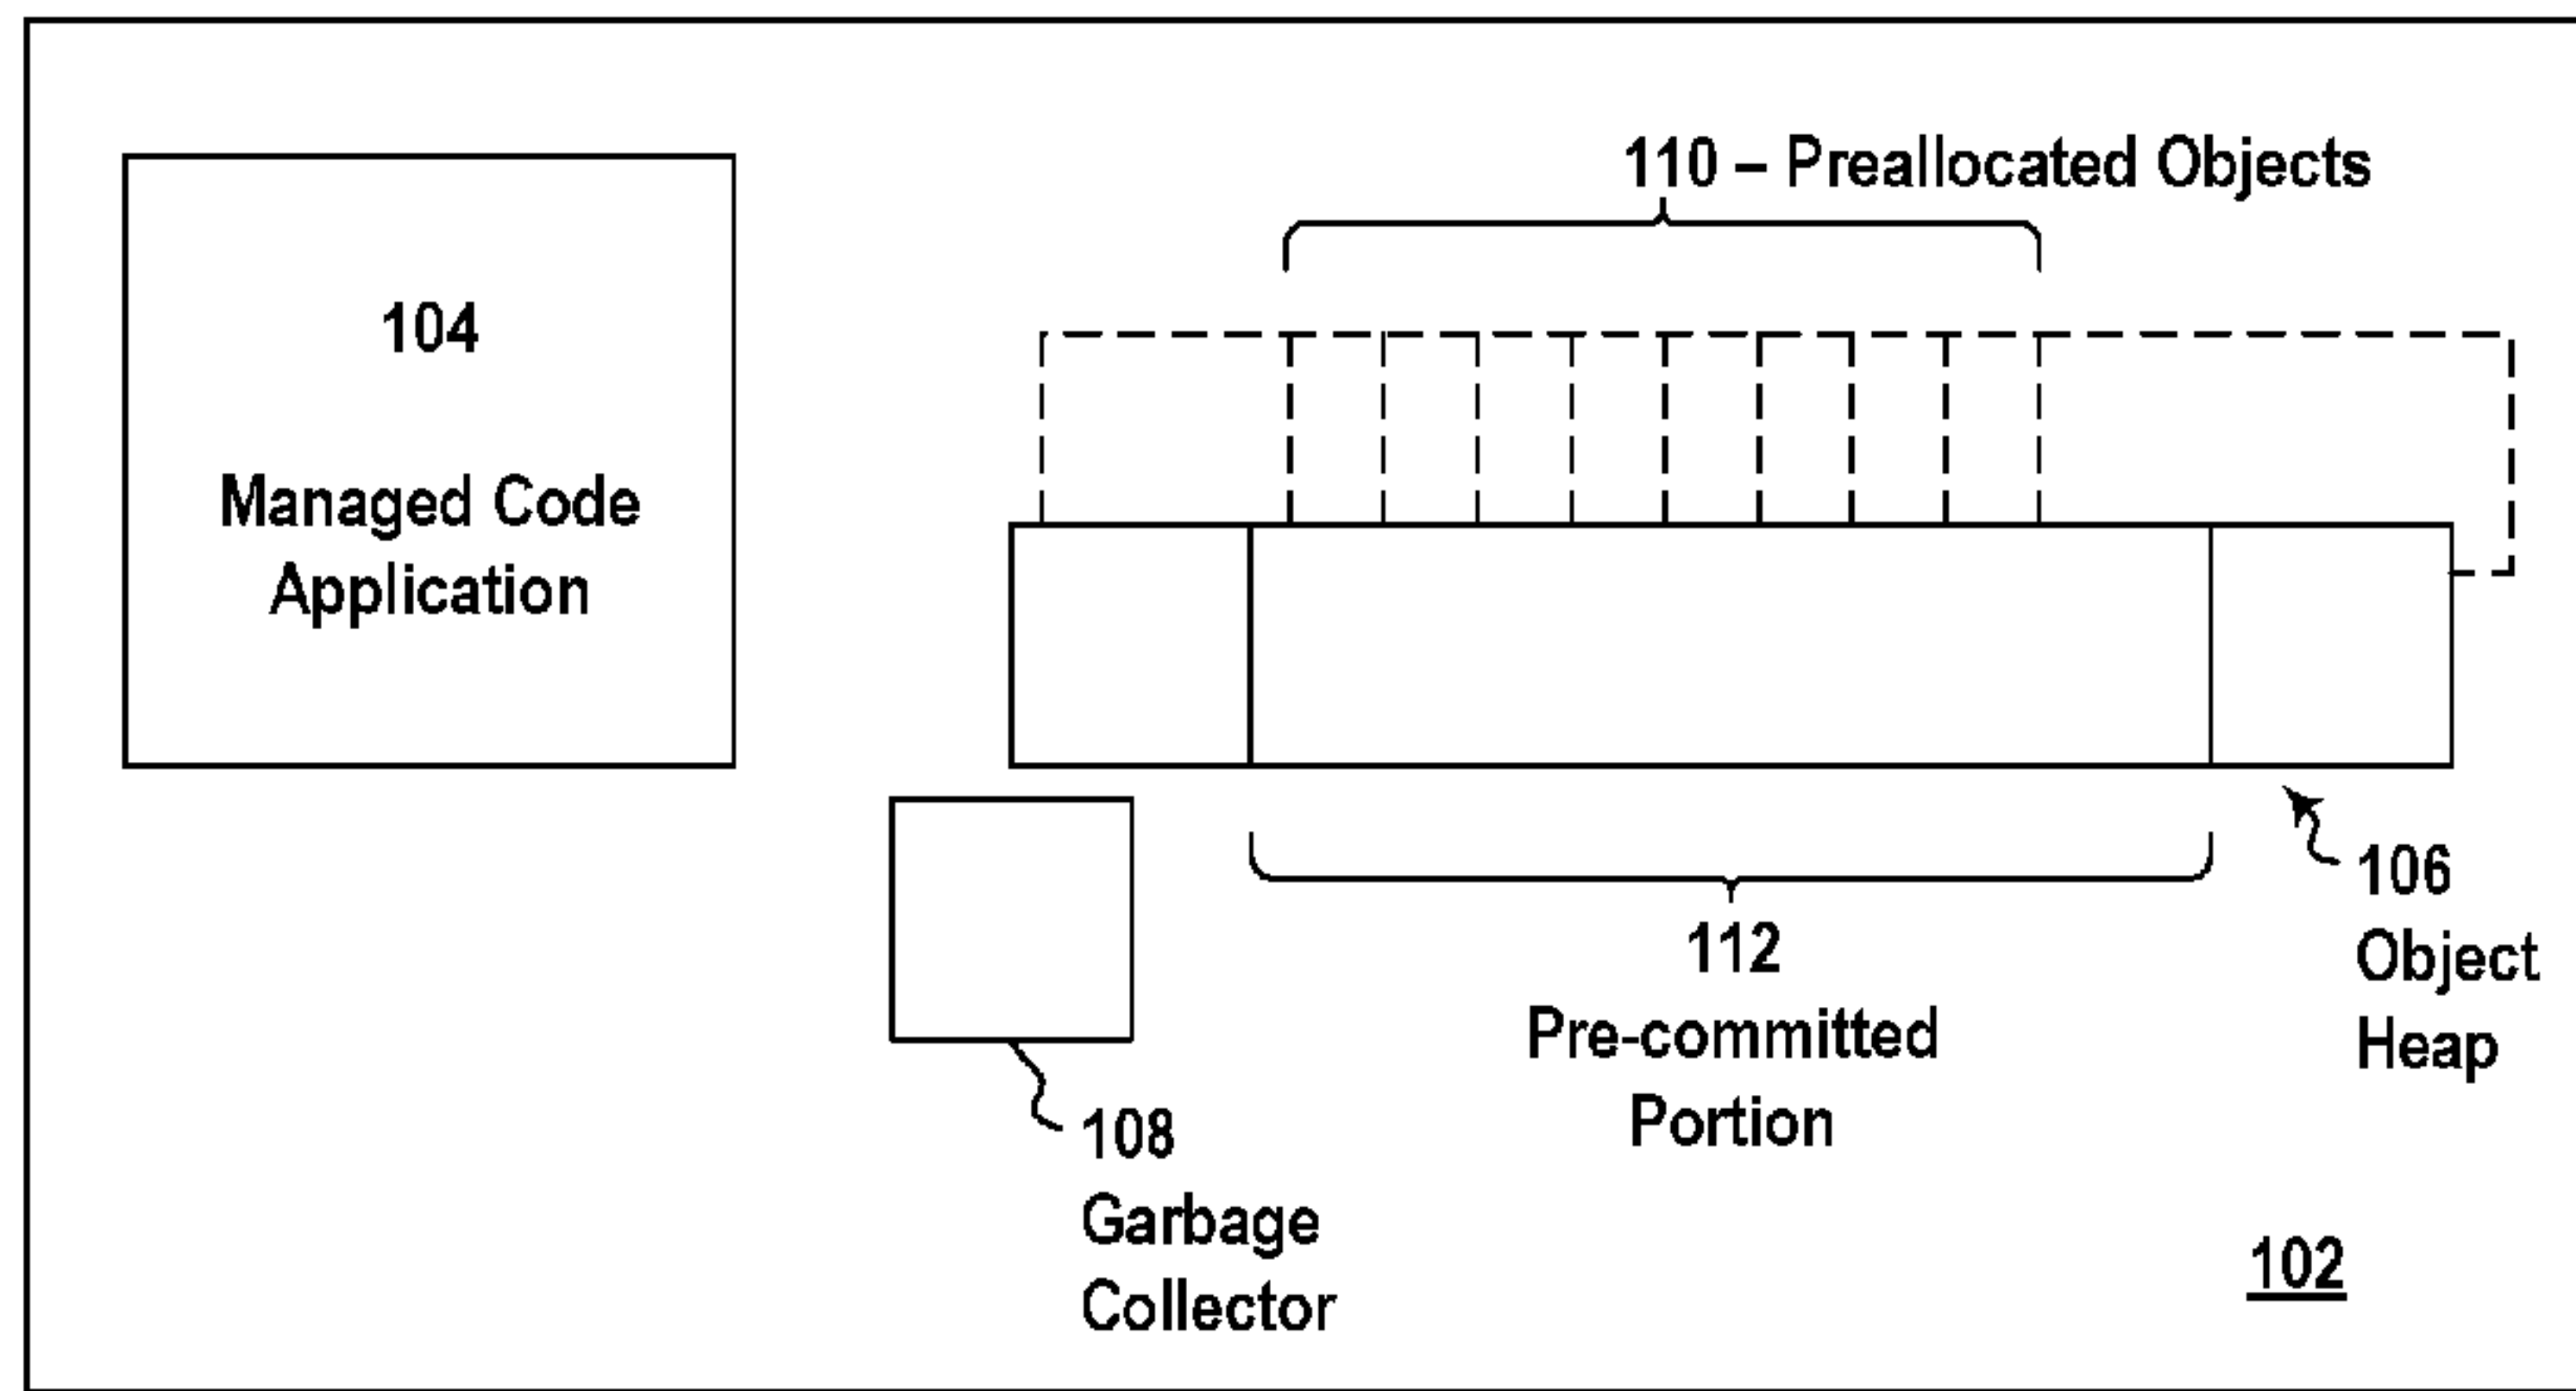 110 – Preallocated Objects
104
Managed Code
Application
106
Object
Heap
112
Pre-committed
Portion
108
Garbage
Collector
102